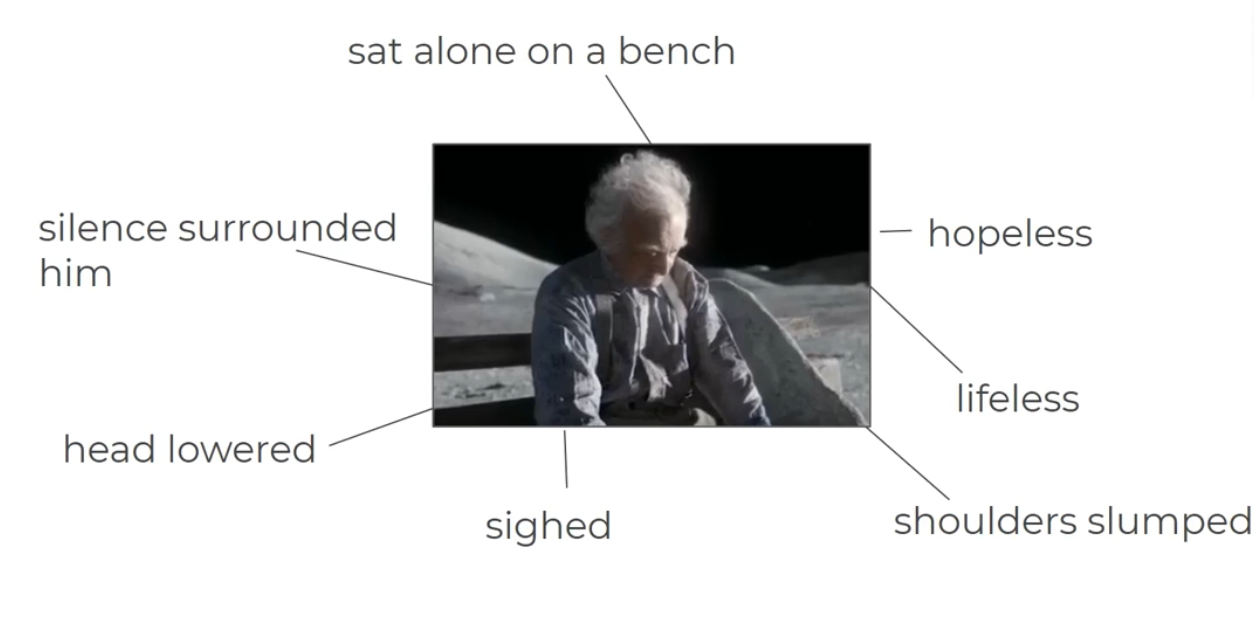 sat alone on a bench
silence surrounded
him
hopeless
lifeless
head lowered
sighed
shoulders slumped